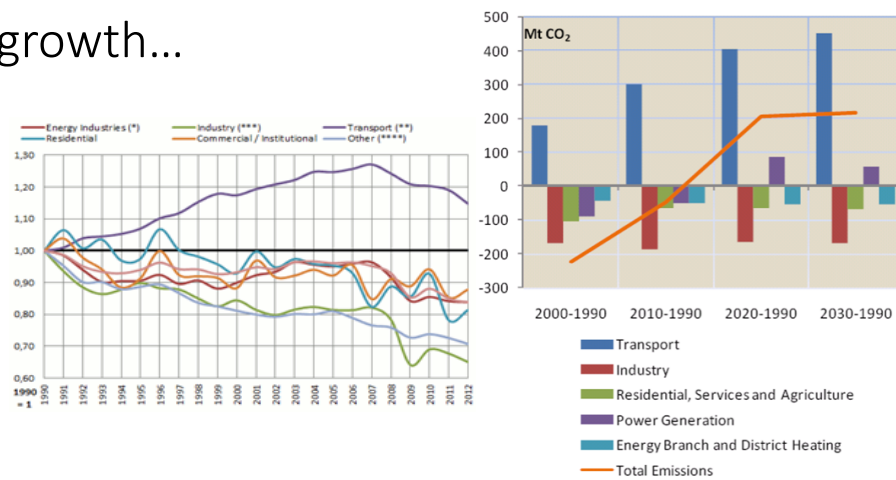 growth...
Energy Industries (*) Industry (***) Transport (**)
Residential Commercial / Institutional Other (****)
1,30
1,20
1,10
1,00
0,90
0,80
0,70
0,60
1990
= 1
1990 1991 1992 1993 1994 1995 1996 1997 1998 1999 2000 2001 2002 2003 2004 2005 2006 2007 2008 2009 2010 2011 2012
Mt CO₂
500
400
300
200
100
0
-100
-200
-300
2000-1990 2010-1990 2020-1990 2030-1990
Transport
Industry
Residential, Services and Agriculture
Power Generation
Energy Branch and District Heating
Total Emissions